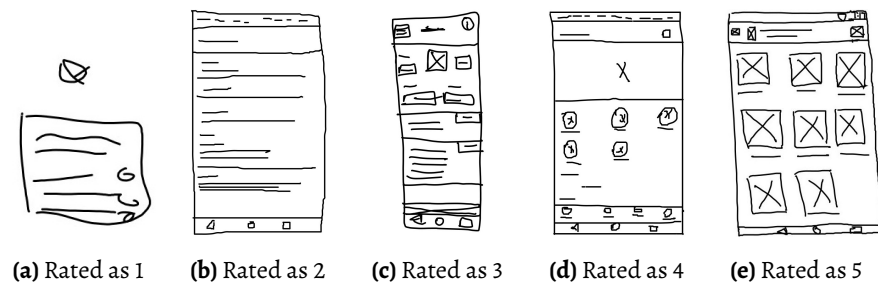 (a) Rated as 1
(b) Rated as 2
(c) Rated as 3
(d) Rated as 4
(e) Rated as 5